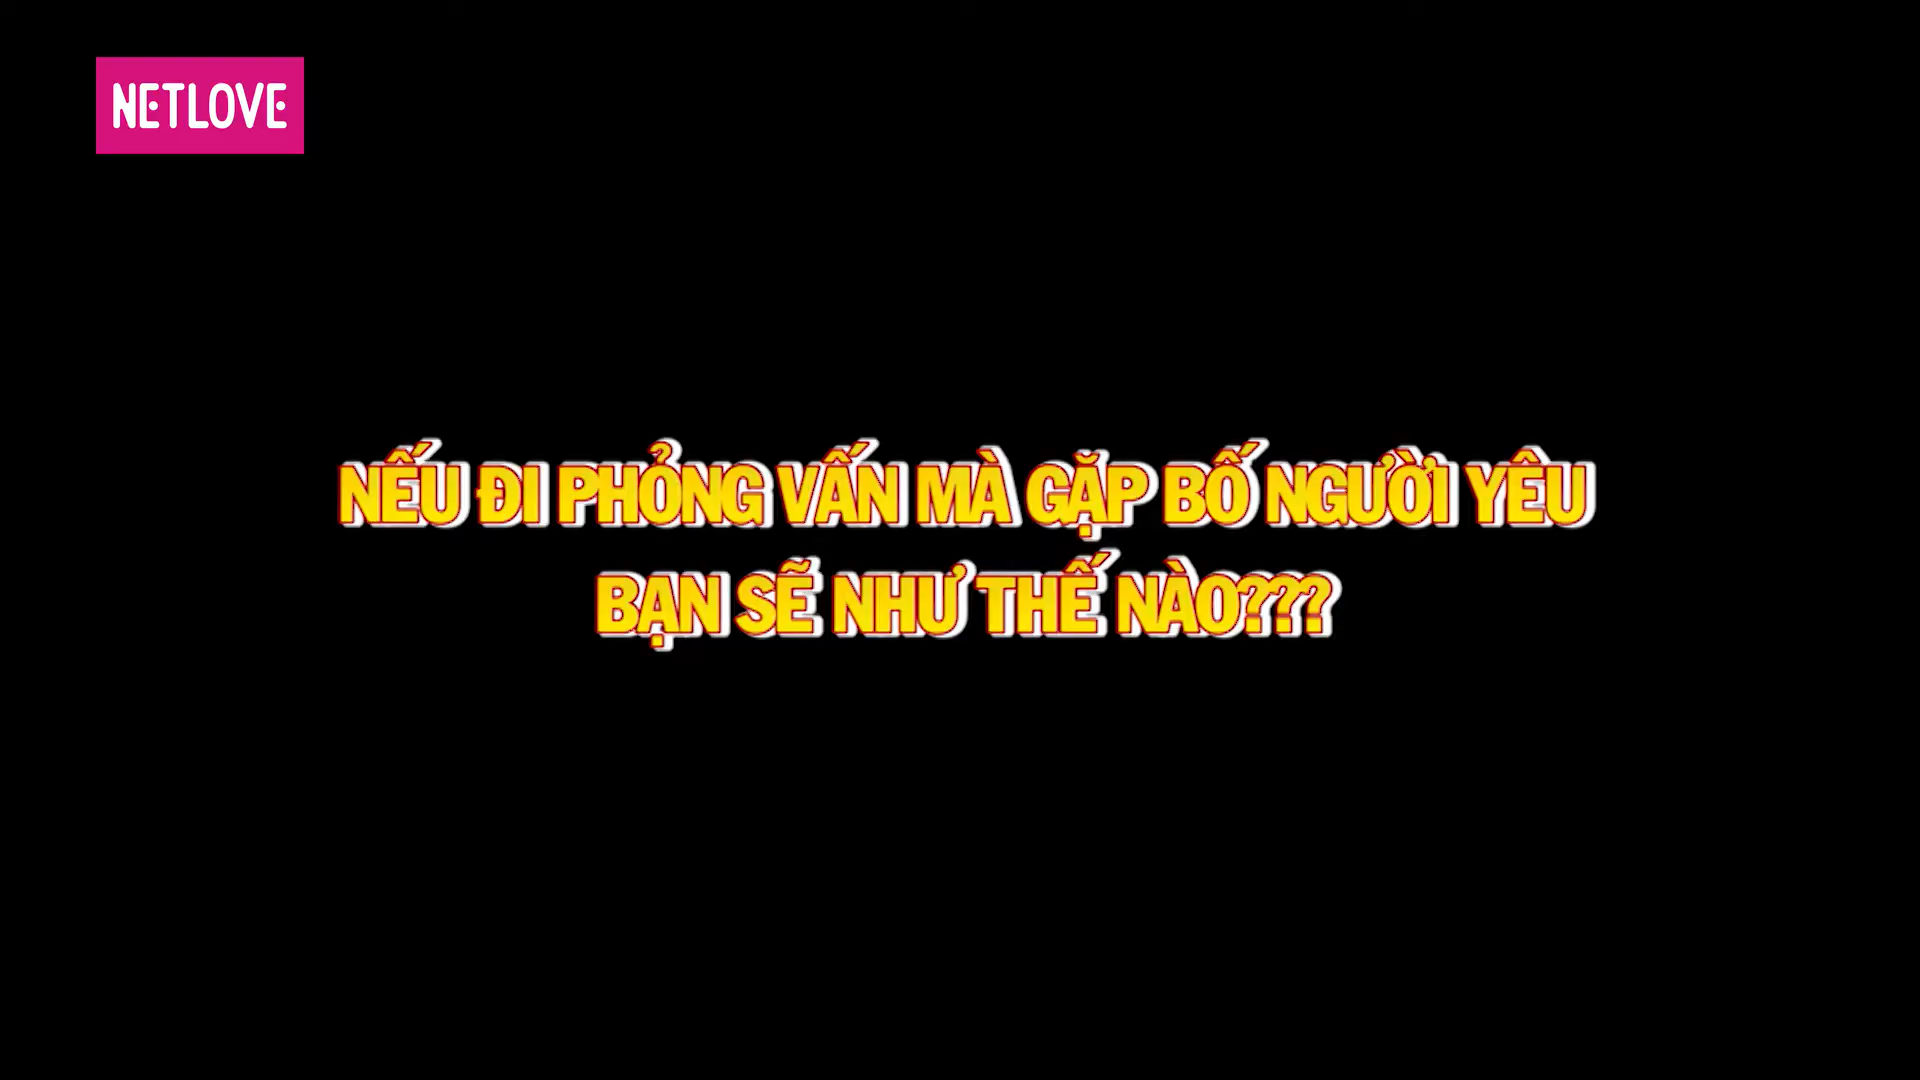 NETLOVE
NẾU ĐI PHỎNG VẤN MÀ GẶP BỐ NGƯỜI YÊU
BẠN SẼ NHƯ THẾ NÀO???